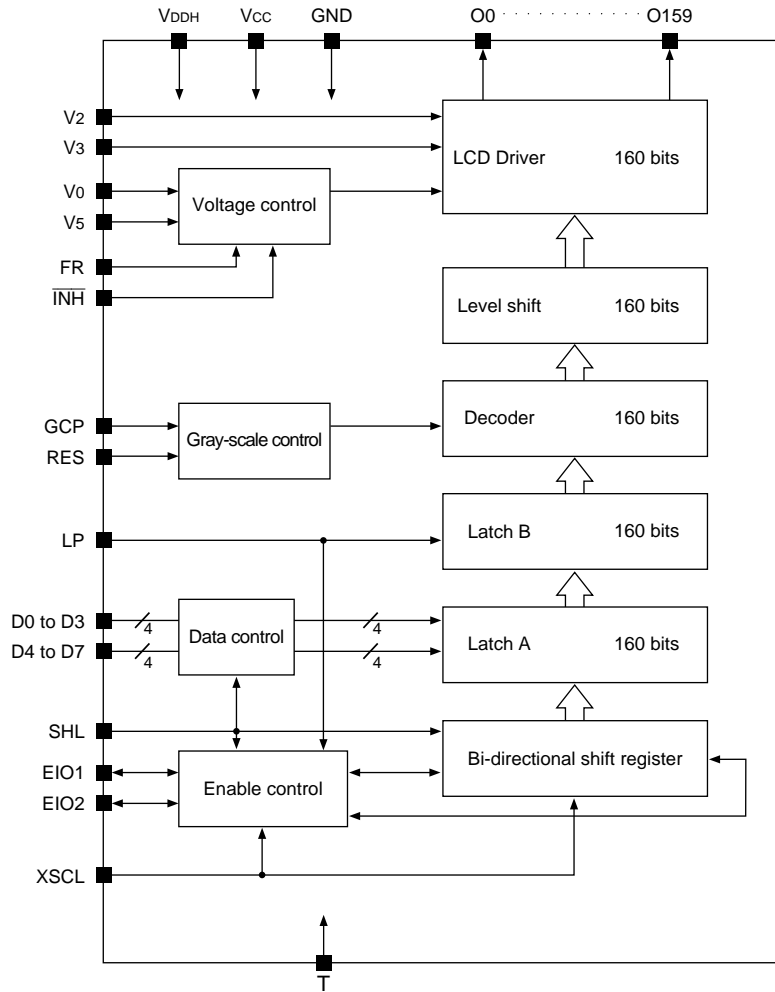 VDDH VCC GND O0 · · · · · · · · · · · O159
V2
V3
LCD Driver 160 bits
V0
Voltage control
V5
FR
INH
Level shift 160 bits
GCP
Gray-scale control
Decoder 160 bits
RES
LP
Latch B 160 bits
D0 to D3 4 4
Data control
Latch A 160 bits
D4 to D7 4 4
SHL
Bi-directional shift register
EIO1
Enable control
EIO2
XSCL
T